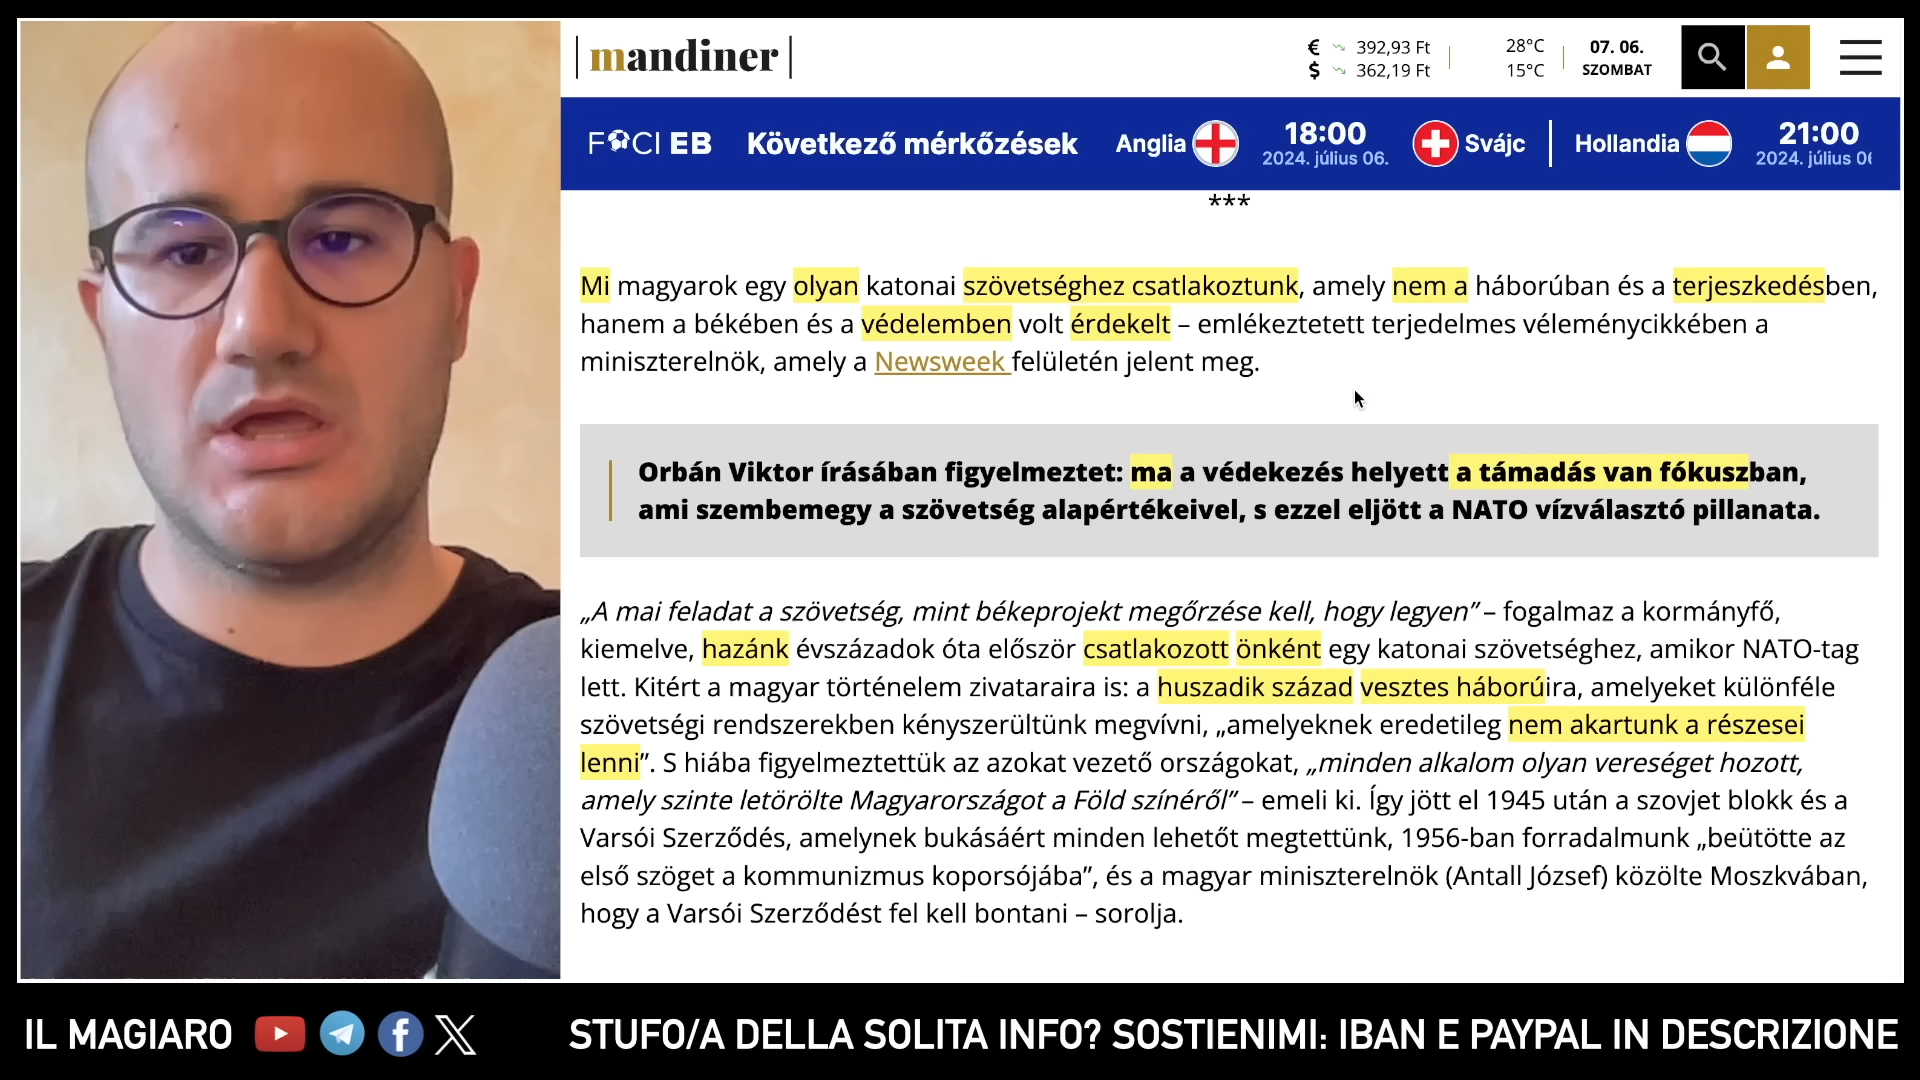 mandiner
€ 392,93 Ft
$ 362,19 Ft
28°C
15°C
07. 06.
SZOMBAT
FOCI EB
Következő mérkőzések
Anglia
18:00
2024. július 06.
Svájc
Hollandia
21:00
2024. július 06
***
Mi magyarok egy olyan katonai szövetséghez csatlakoztunk, amely nem a háborúban és a terjeszkedésben,
hanem a békében és a védelemben volt érdekelt – emlékeztetett terjedelmes véleménycikkében a
miniszterelnök, amely a Newsweek felületén jelent meg.
Orbán Viktor írásában figyelmeztet: ma a védekezés helyett a támadás van fókuszban,
ami szembemegy a szövetség alapértékeivel, s ezzel eljött a NATO vízválasztó pillanata.
„A mai feladat a szövetség, mint békeprojekt megőrzése kell, hogy legyen” – fogalmaz a kormányfő,
kiemelve, hazánk évszázadok óta először csatlakozott önként egy katonai szövetséghez, amikor NATO-tag
lett. Kitért a magyar történelem zivataraira is: a huszadik század vesztes háborúira, amelyeket különféle
szövetségi rendszerekben kényszerültünk megvívni, „amelyeknek eredetileg nem akartunk a részesei
lenni”. S hiába figyelmeztettük az azokat vezető országokat, „minden alkalom olyan vereséget hozott,
amely szinte letörölte Magyarországot a Föld színéről” – emeli ki. Így jött el 1945 után a szovjet blokk és a
Varsói Szerződés, amelynek bukásáért minden lehetőt megtettünk, 1956-ban forradalmunk „beütötte az
első szöget a kommunizmus koporsójába”, és a magyar miniszterelnök (Antall József) közölte Moszkvában,
hogy a Varsói Szerződést fel kell bontani – sorolja.
IL MAGIARO
STUFO/A DELLA SOLITA INFO? SOSTIENIMI: IBAN E PAYPAL IN DESCRIZIONE